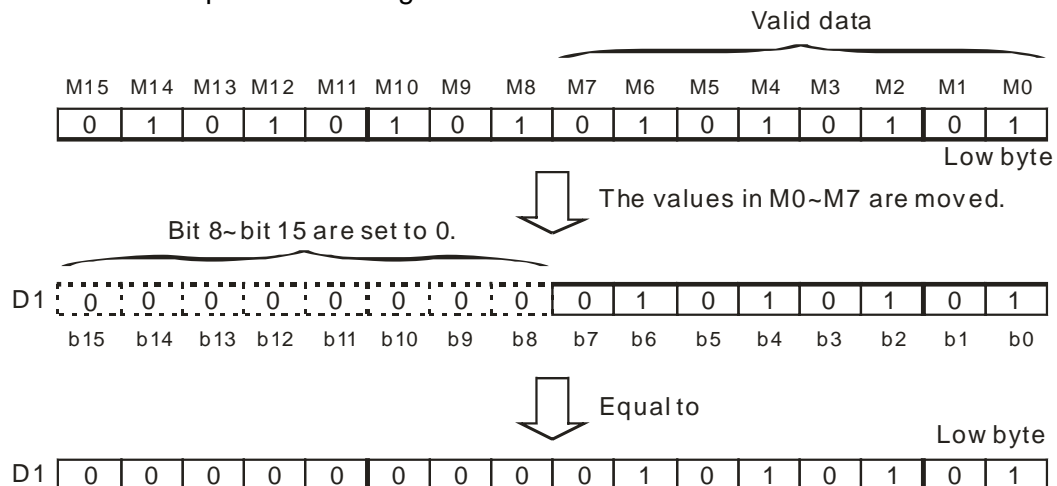 Valid data
M15 M14 M13 M12 M11 M10 M9 M8 M7 M6 M5 M4 M3 M2 M1 M0
0 1 0 1 0 1 0 1 0 1 0 1 0 1 0 1
Low byte
The values in M0~M7 are moved.
Bit 8~bit 15 are set to 0.
D1 0 0 0 0 0 0 0 0 0 1 0 1 0 1 0 1
b15 b14 b13 b12 b11 b10 b9 b8 b7 b6 b5 b4 b3 b2 b1 b0
Equal to
Low byte
D1 0 0 0 0 0 0 0 0 0 1 0 1 0 1 0 1